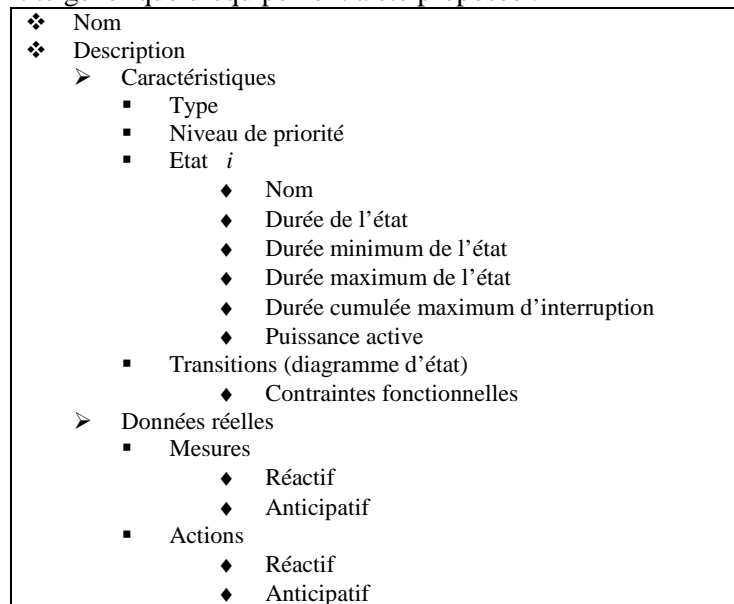 ❖ Nom
❖ Description
➢ Caractéristiques
▪ Type
▪ Niveau de priorité
▪ Etat i
♦ Nom
♦ Durée de l'état
♦ Durée minimum de l'état
♦ Durée maximum de l'état
♦ Durée cumulée maximum d'interruption
♦ Puissance active
▪ Transitions (diagramme d'état)
♦ Contraintes fonctionnelles
➢ Données réelles
▪ Mesures
♦ Réactif
♦ Anticipatif
▪ Actions
♦ Réactif
♦ Anticipatif